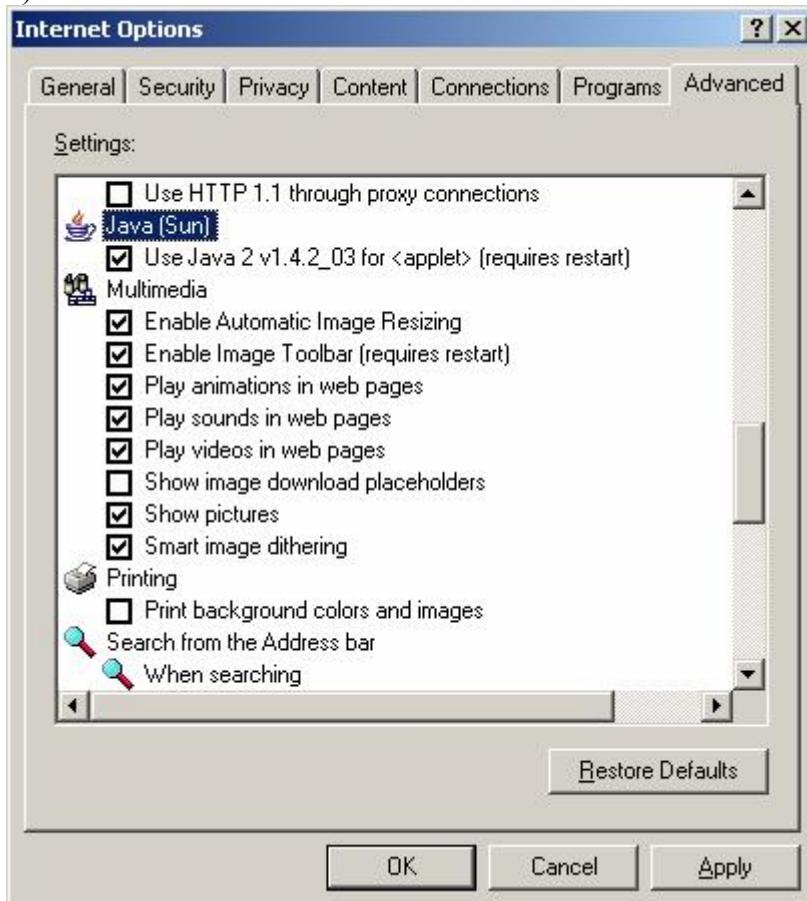 )
Internet Options
General Security Privacy Content Connections Programs Advanced
Settings:
Use HTTP 1.1 through proxy connections
Java (Sun)
Use Java 2 v1.4.2_03 for <applet> (requires restart)
Multimedia
Enable Automatic Image Resizing
Enable Image Toolbar (requires restart)
Play animations in web pages
Play sounds in web pages
Play videos in web pages
Show image download placeholders
Show pictures
Smart image dithering
Printing
Print background colors and images
Search from the Address bar
When searching
Restore Defaults
OK Cancel Apply